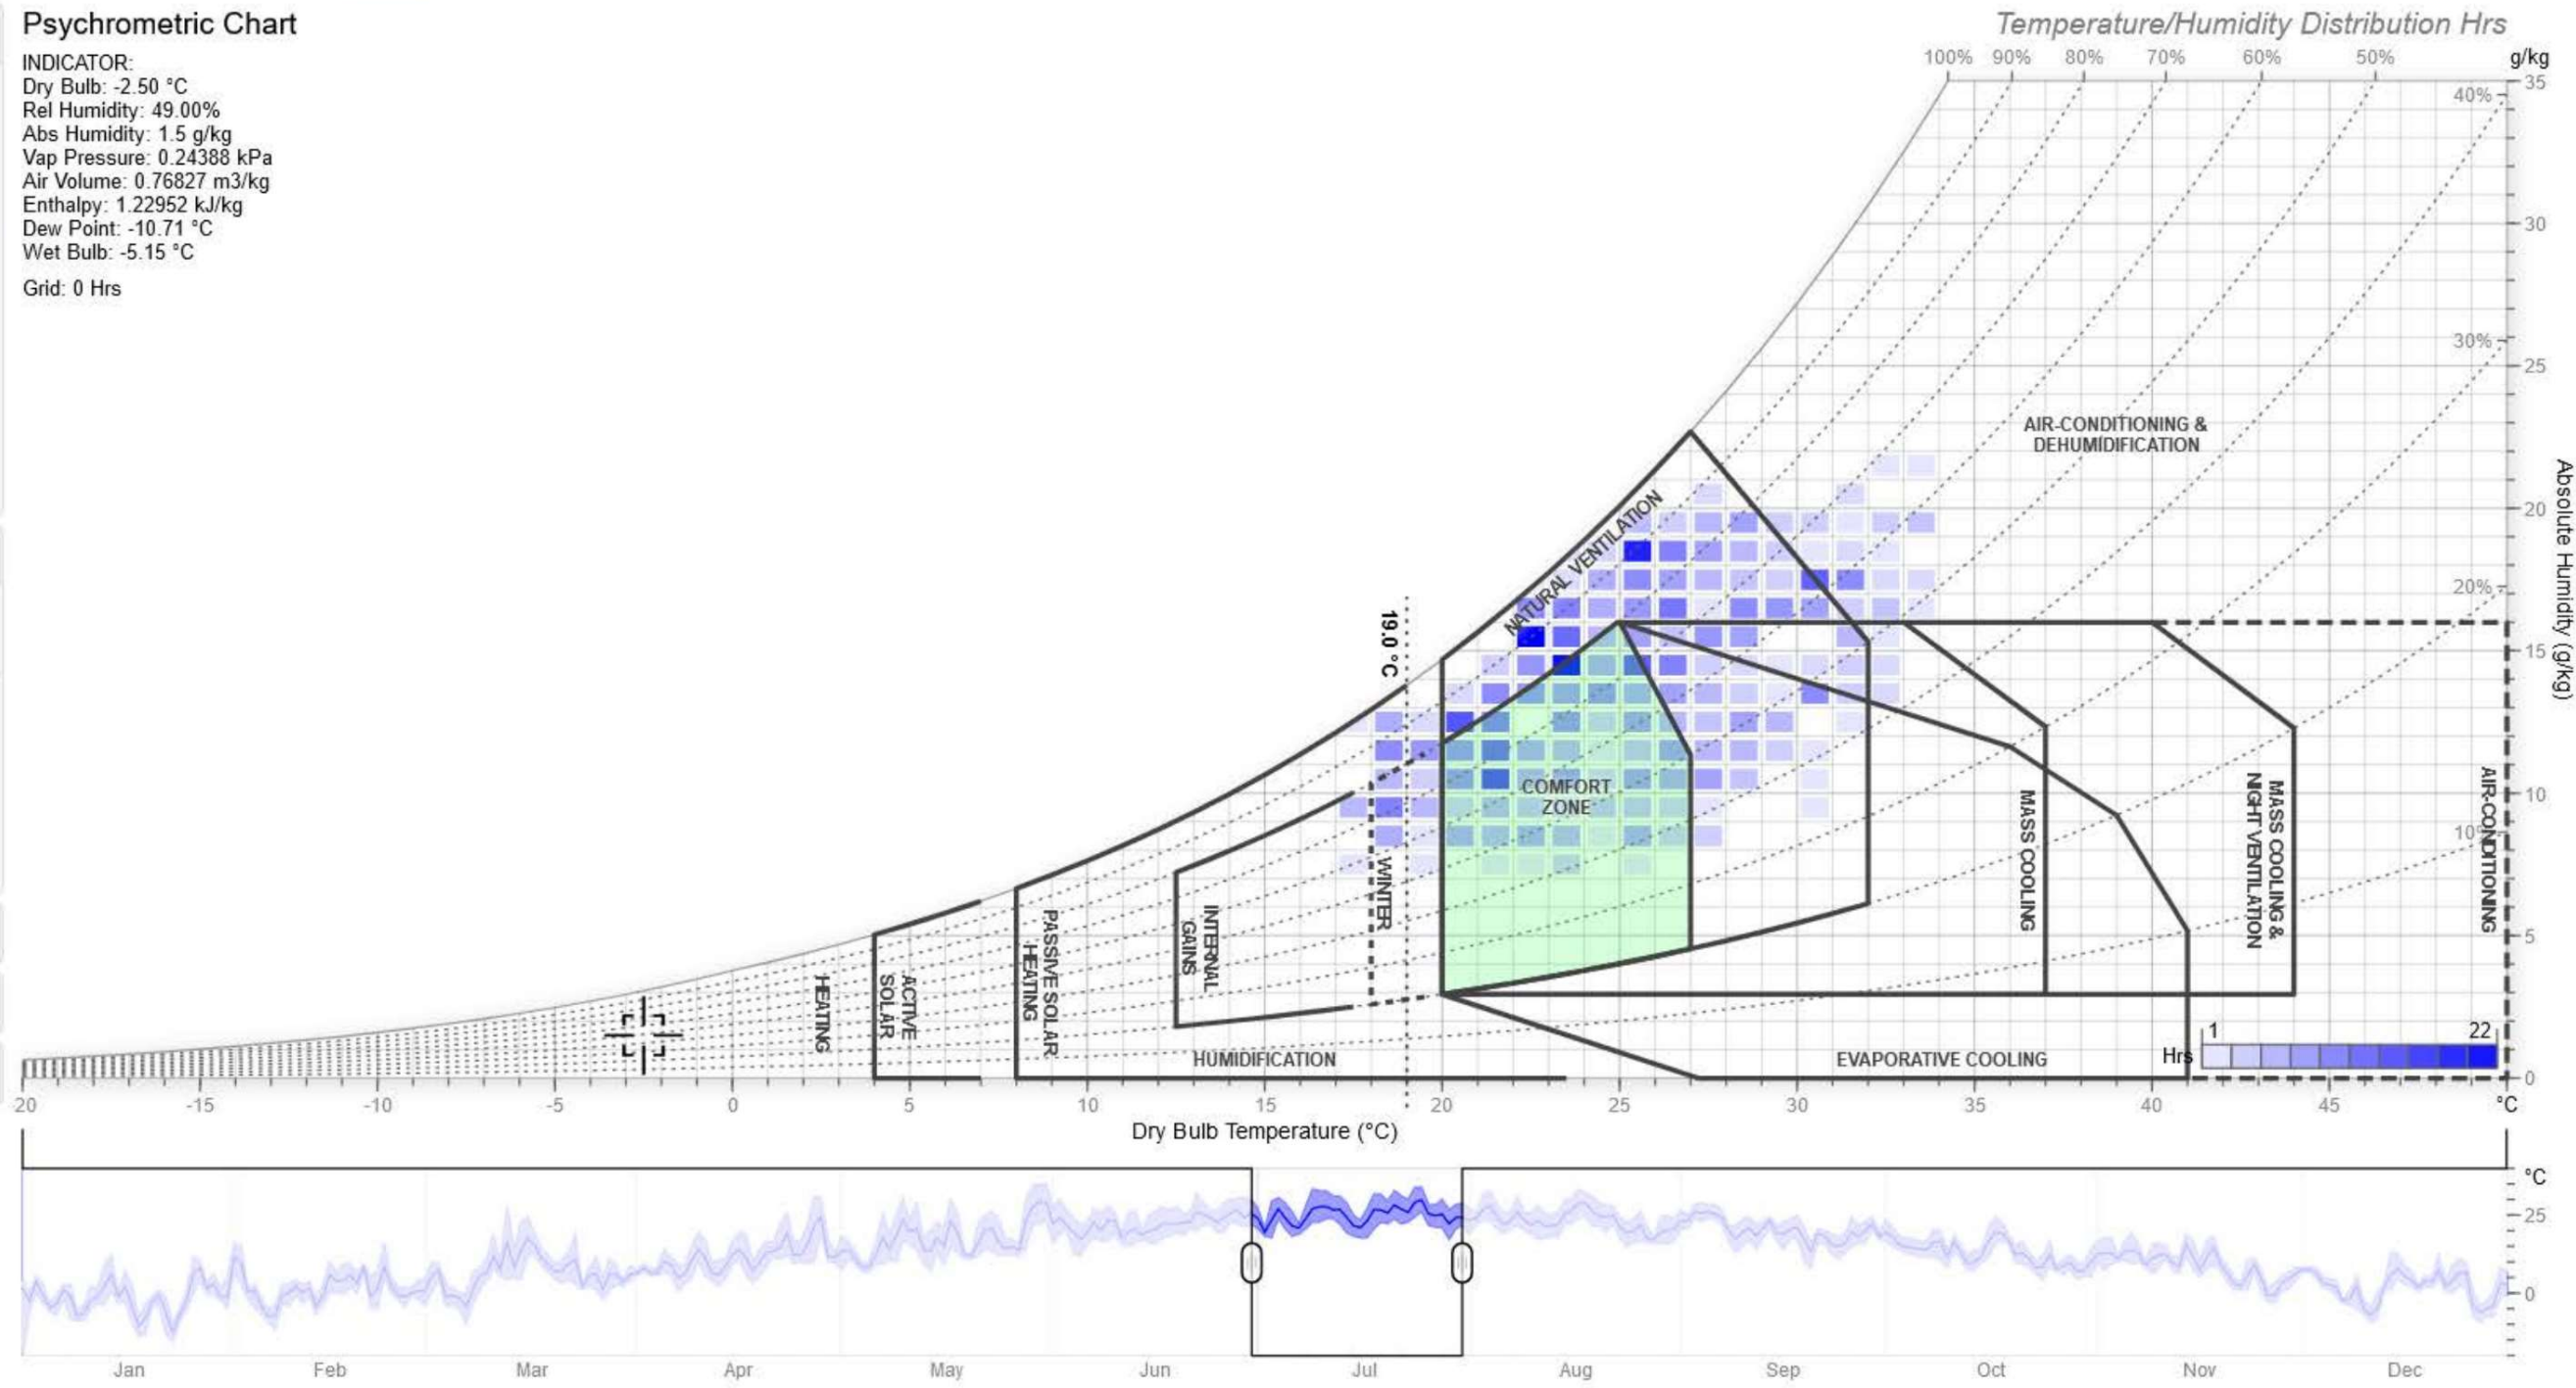 Psychrometric Chart
Temperature/Humidity Distribution Hrs
INDICATOR:
Dry Bulb: -2.50 °C
Rel Humidity: 49.00%
Abs Humidity: 1.5 g/kg
Vap Pressure: 0.24388 kPa
Air Volume: 0.76827 m3/kg
Enthalpy: 1.22952 kJ/kg
Dew Point: -10.71 °C
Wet Bulb: -5.15 °C
Grid: 0 Hrs
100% 90% 80% 70% 60% 50% g/kg
35
40%
30
30%
25
AIR-CONDITIONING &
DEHUMIDIFICATION
20
Absolute Humidity (g/kg)
20%
NATURAL VENTILATION
19.0 °C
15
COMFORT
ZONE
10
10%
WINTER
MASS COOLING
MASS COOLING &
NIGHT VENTILATION
AIR-CONDITIONING
INTERNAL
GAINS
PASSIVE SOLAR
HEATING
ACTIVE
SOLAR
HEATING
5
HUMIDIFICATION
EVAPORATIVE COOLING
Hrs
1 22
0
20 -15 -10 -5 0 5 10 15 20 25 30 35 40 45 °C
Dry Bulb Temperature (°C)
°C
25
0
Jan Feb Mar Apr May Jun Jul Aug Sep Oct Nov Dec